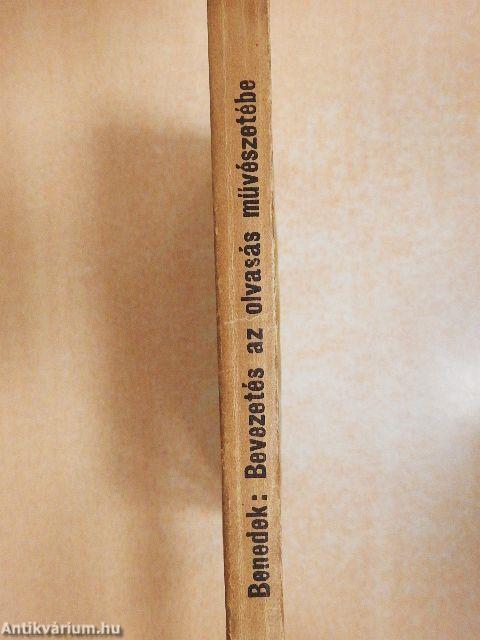 Benedek: Bevezetés az olvasás művészetébe
Antikvárium.hu